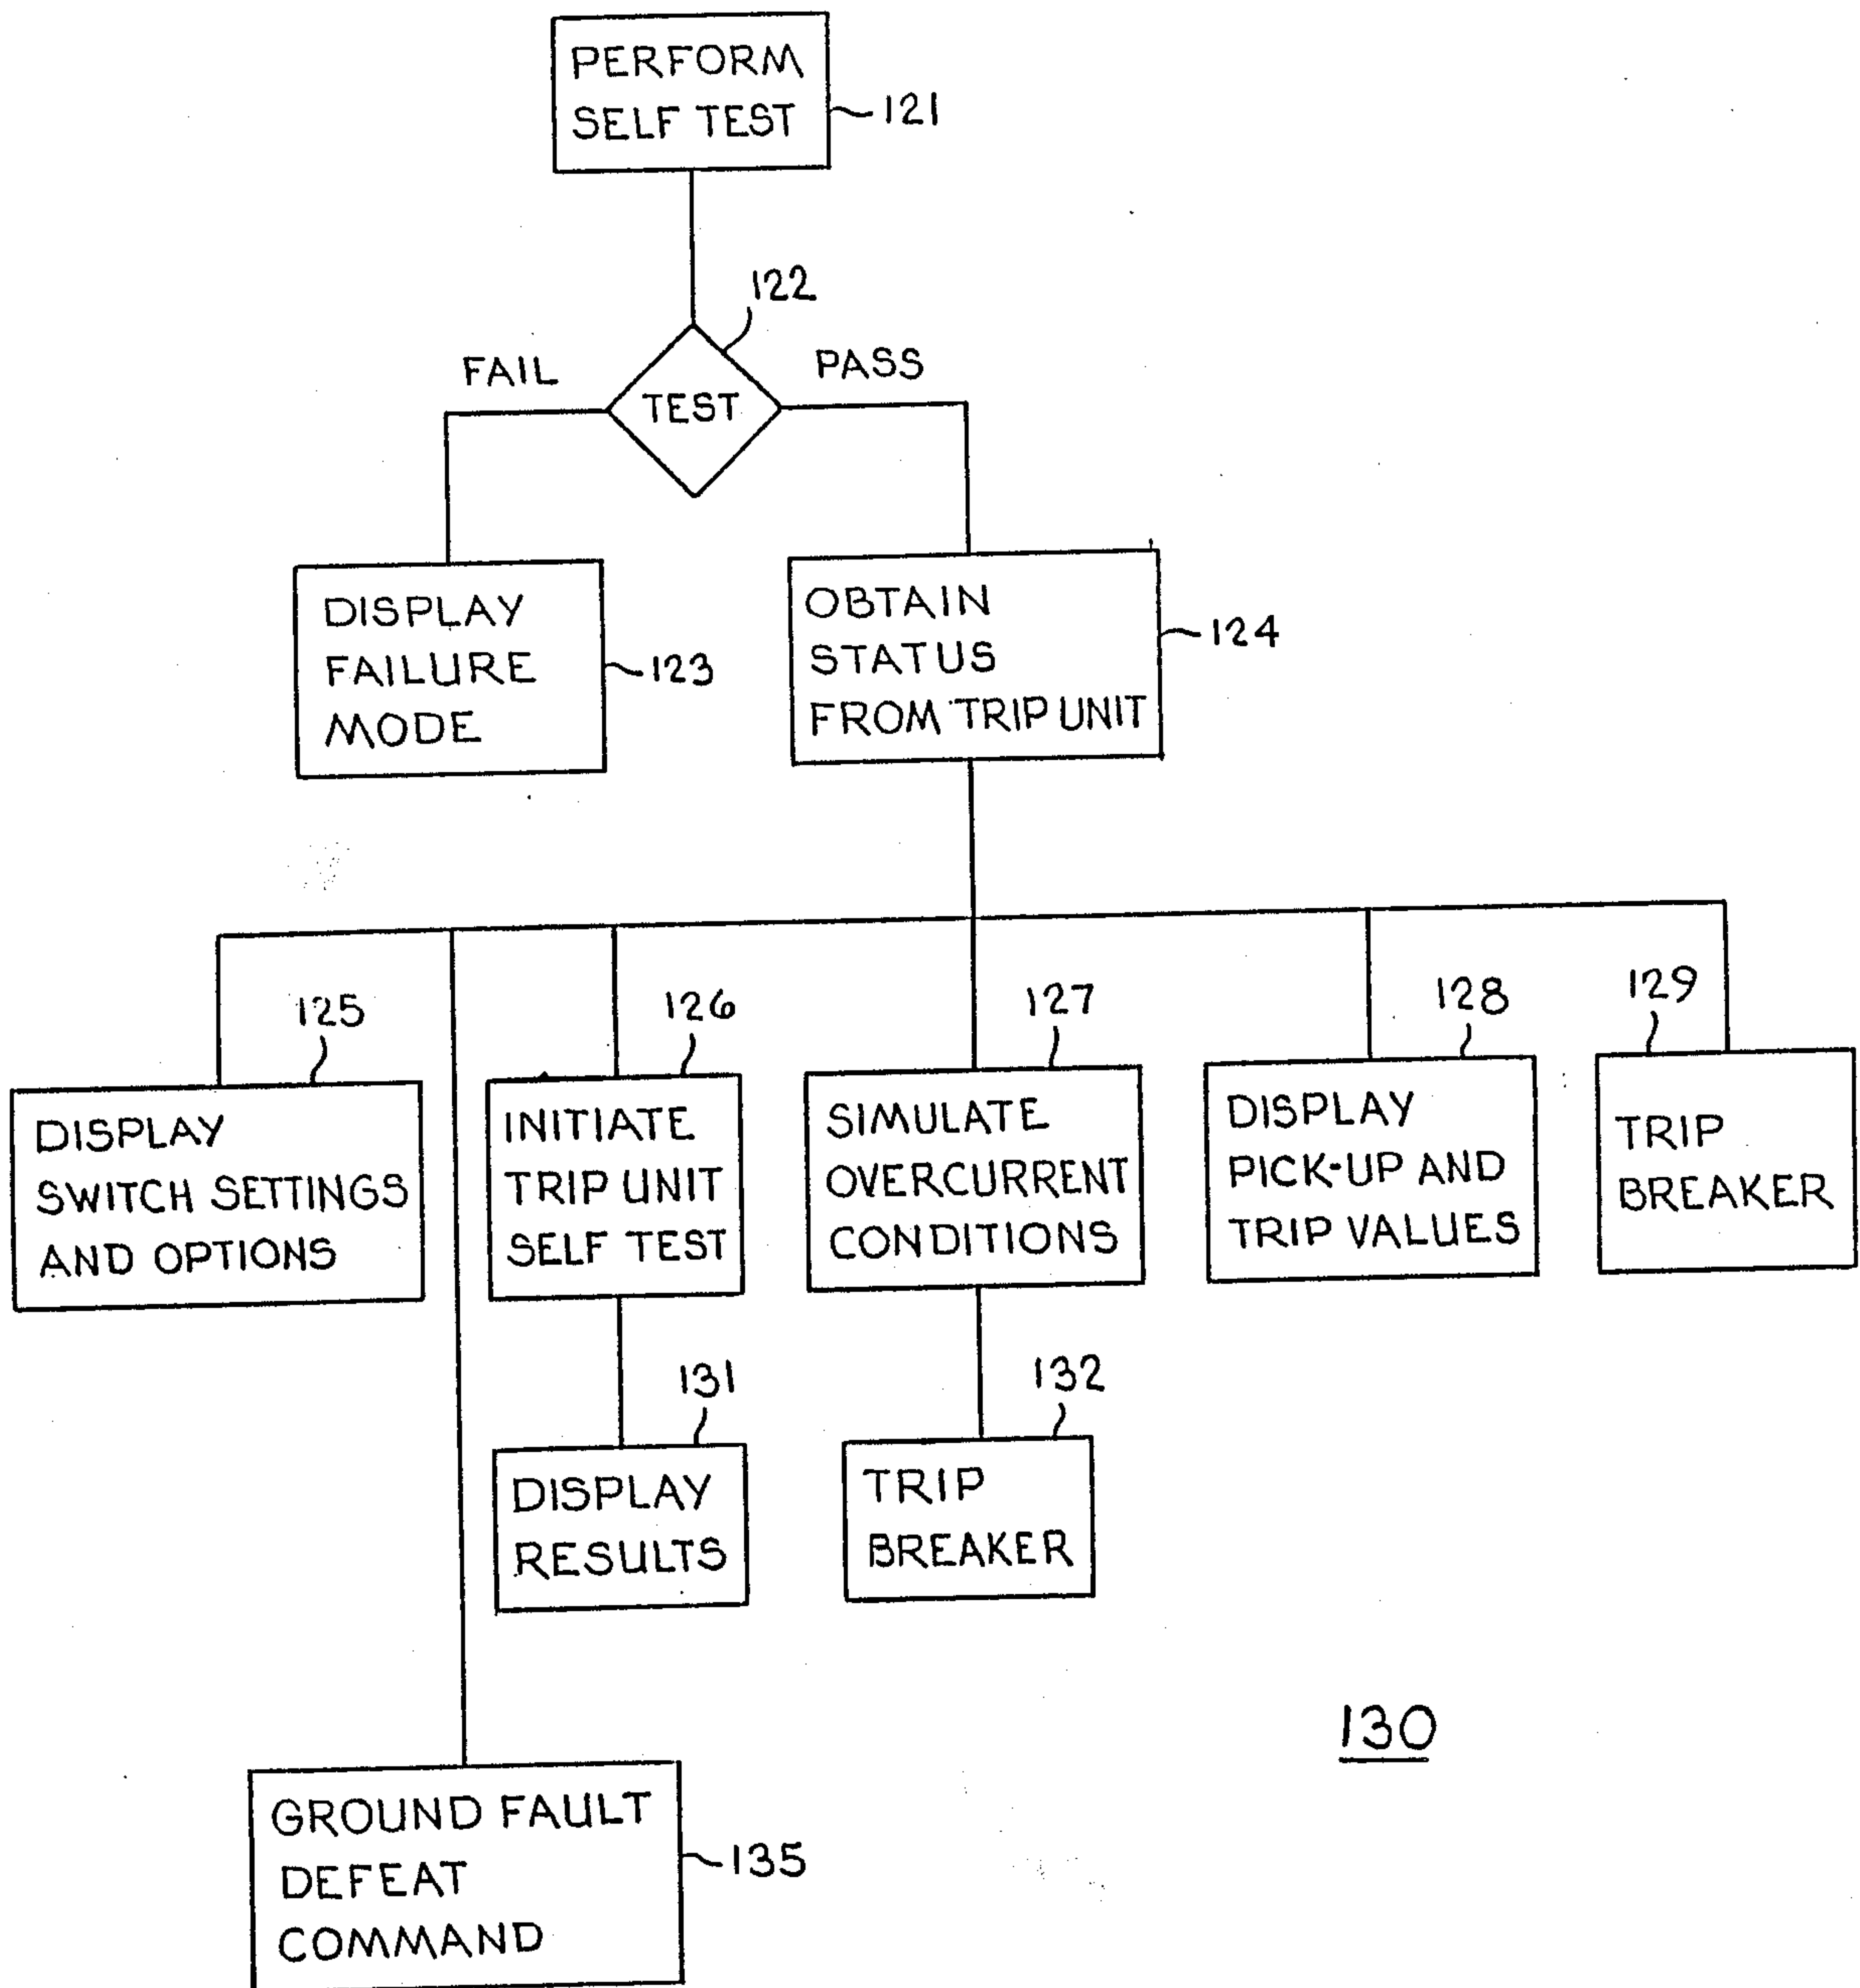 PERFORM
SELF TEST
121
122
FAIL
PASS
TEST
DISPLAY
FAILURE
MODE
123
OBTAIN
STATUS
FROM TRIP UNIT
124
125
DISPLAY
SWITCH SETTINGS
AND OPTIONS
126
INITIATE
TRIP UNIT
SELF TEST
127
SIMULATE
OVERCURRENT
CONDITIONS
128
DISPLAY
PICK-UP AND
TRIP VALUES
129
TRIP
BREAKER
131
DISPLAY
RESULTS
132
TRIP
BREAKER
130
GROUND FAULT
DEFEAT
COMMAND
135